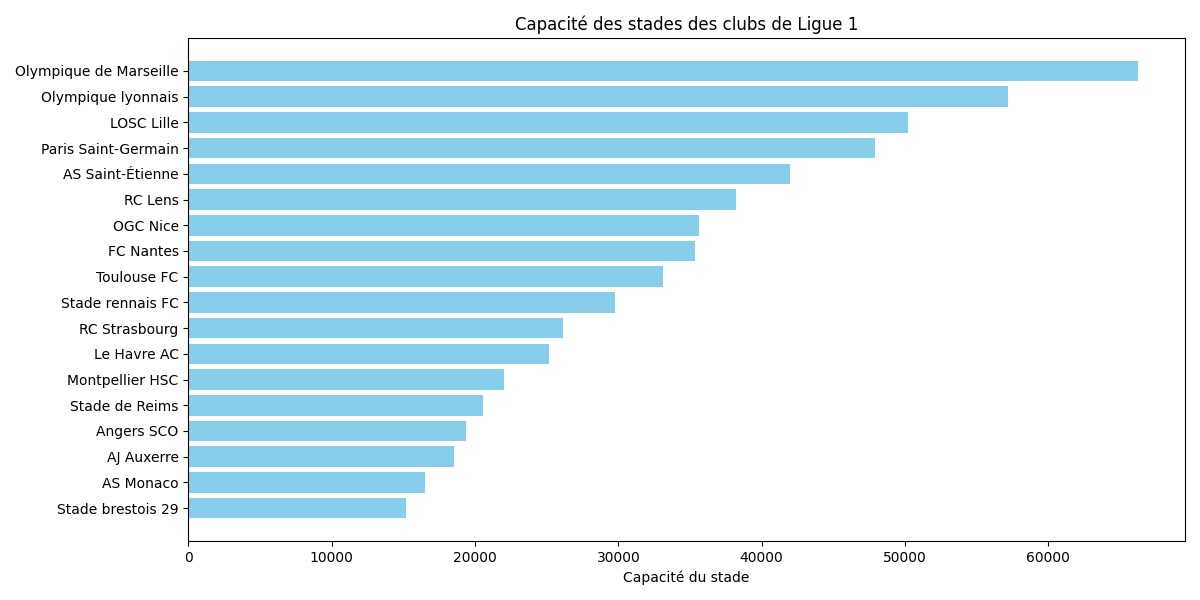 Capacité des stades des clubs de Ligue 1
Olympique de Marseille
Olympique lyonnais
LOSC Lille
Paris Saint-Germain
AS Saint-Étienne
RC Lens
OGC Nice
FC Nantes
Toulouse FC
Stade rennais FC
RC Strasbourg
Le Havre AC
Montpellier HSC
Stade de Reims
Angers SCO
AJ Auxerre
AS Monaco
Stade brestois 29
0 10000 20000 30000 40000 50000 60000
Capacité du stade